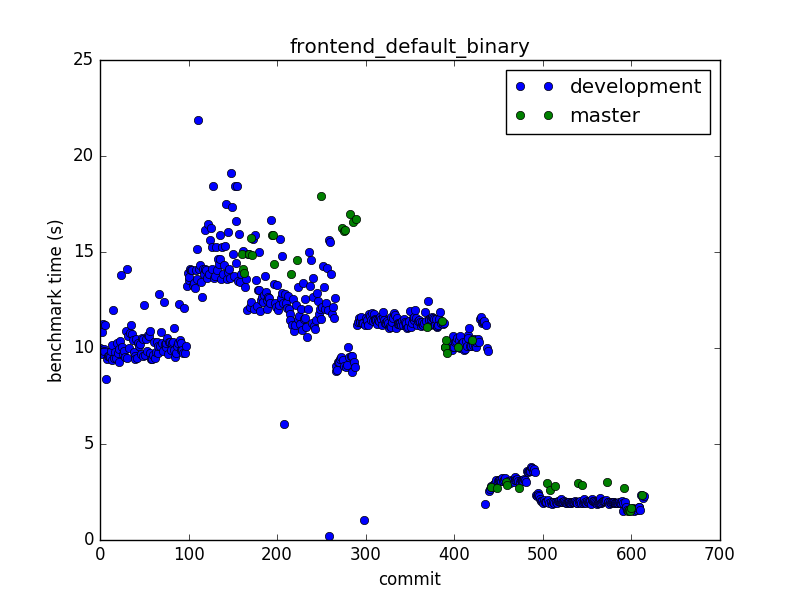 frontend_default_binary
development
master
benchmark time (s)
25
20
15
10
5
0
0 100 200 300 400 500 600 700
commit